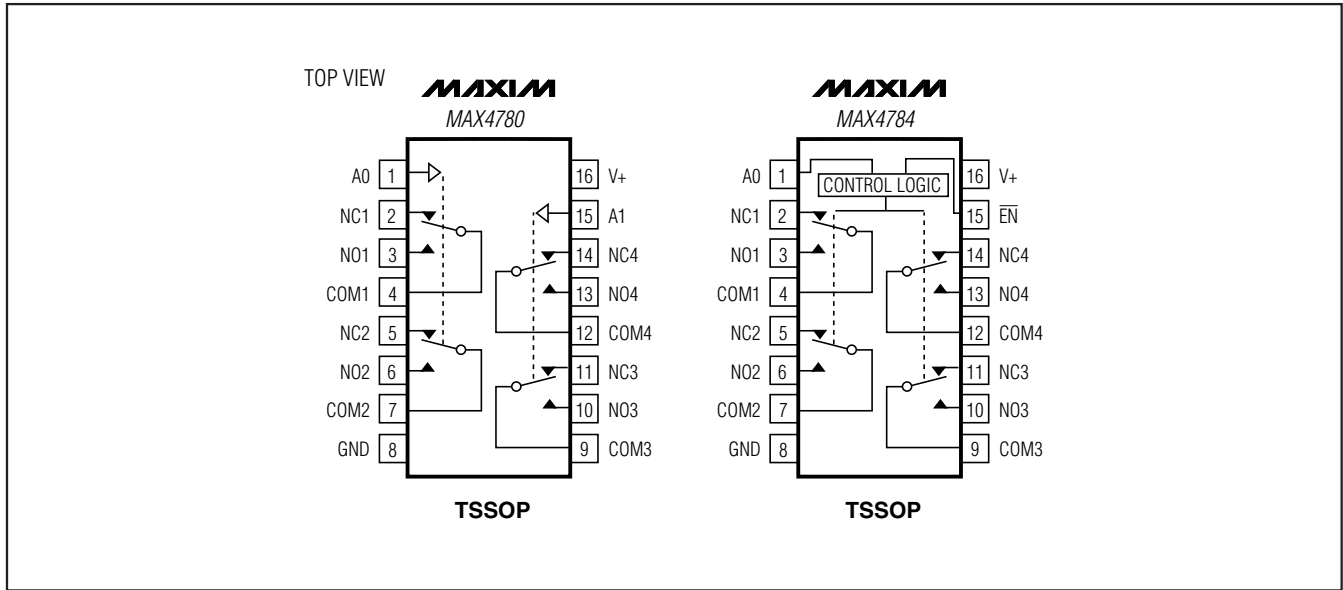 TOP VIEW
MAXIM
MAX4780
A0 1
NC1 2
NO1 3
COM1 4
NC2 5
NO2 6
COM2 7
GND 8
16 V+
15 A1
14 NC4
13 NO4
12 COM4
11 NC3
10 NO3
9 COM3
TSSOP
MAXIM
MAX4784
CONTROL LOGIC
A0 1
NC1 2
NO1 3
COM1 4
NC2 5
NO2 6
COM2 7
GND 8
16 V+
15 E̅N̅
14 NC4
13 NO4
12 COM4
11 NC3
10 NO3
9 COM3
TSSOP